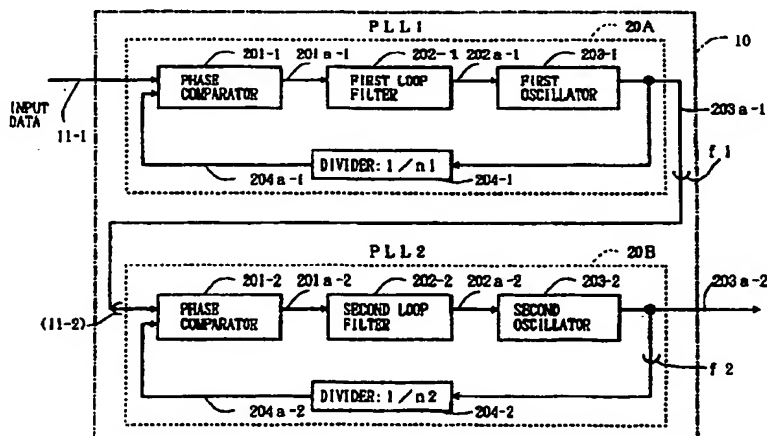 PLL1
20A
10
201-1
201a-1
202-1
202a-1
203-1
PHASE
COMPARATOR
FIRST LOOP
FILTER
FIRST
OSCILLATOR
INPUT
DATA
11-1
203a-1
f1
DIVIDER: 1/n1
204a-1
204-1
PLL2
20B
201-2
201a-2
202-2
202a-2
203-2
203a-2
(11-2)
PHASE
COMPARATOR
SECOND LOOP
FILTER
SECOND
OSCILLATOR
f2
DIVIDER: 1/n2
204a-2
204-2